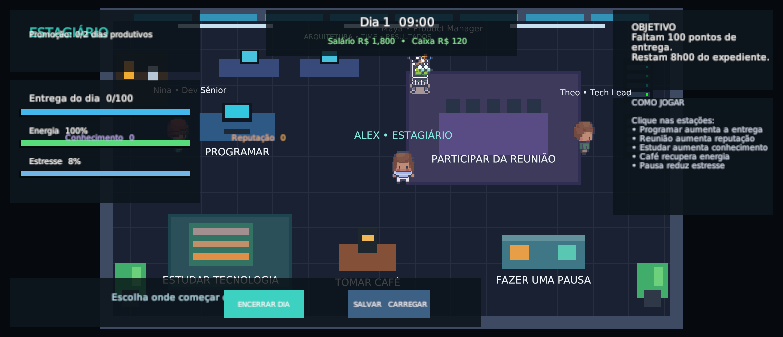 ESTAGIÁRIO
Promoção: 0/2 dias produtivos
Dia 1 09:00
Maya • Product Manager
Salário R$ 1,800 • Caixa R$ 120
OBJETIVO
Faltam 100 pontos de
entrega.
Restam 8h00 do expediente.
Entrega do dia 0/100
Energia 100%
Conhecimento 0
Reputação 0
Estresse 8%
Nina • Dev Sênior
Theo • Tech Lead
COMO JOGAR
Clique nas estações:
• Programar aumenta a entrega
• Reunião aumenta reputação
• Estudar aumenta conhecimento
• Café recupera energia
• Pausa reduz estresse
PROGRAMAR
ALEX • ESTAGIÁRIO
PARTICIPAR DA REUNIÃO
ESTUDAR TECNOLOGIA
TOMAR CAFÉ
FAZER UMA PAUSA
Escolha onde começar
ENCERRAR DIA
SALVAR
CARREGAR